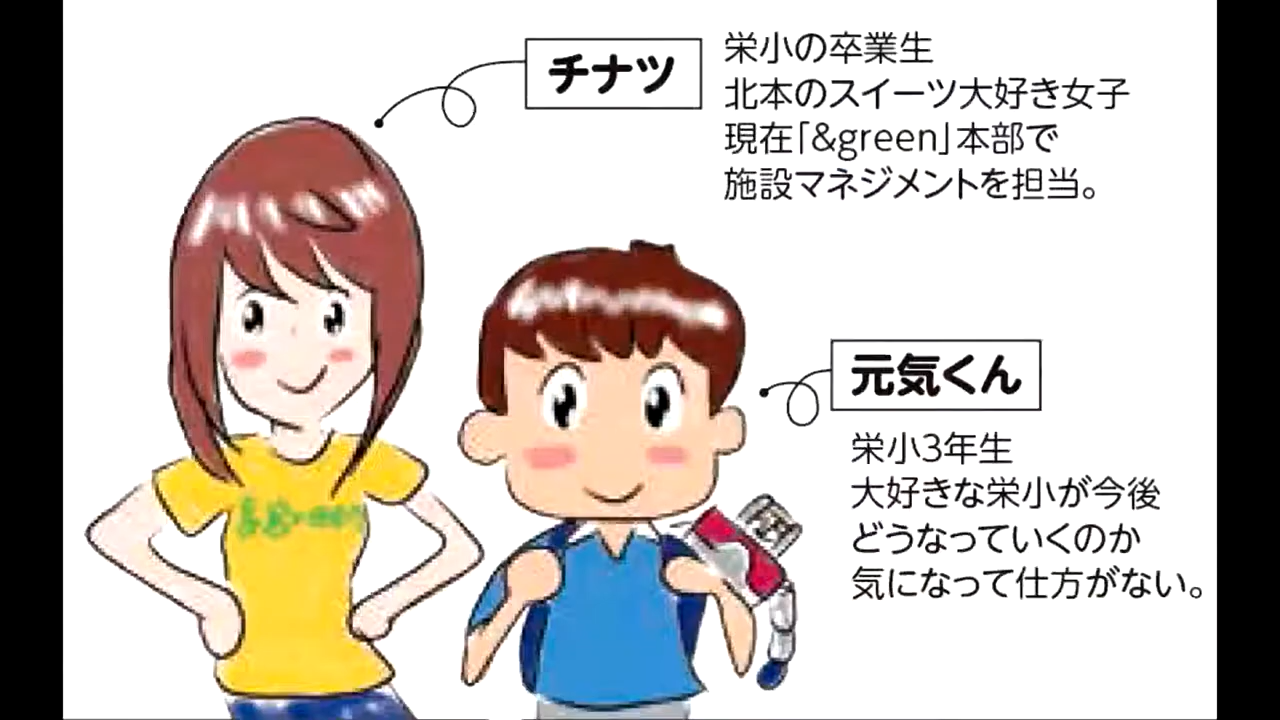 チナツ
栄小の卒業生
北本のスイーツ大好き女子
現在「&green」本部で
施設マネジメントを担当。
元気くん
栄小3年生
大好きな栄小が今後
どうなっていくのか
気になって仕方がない。